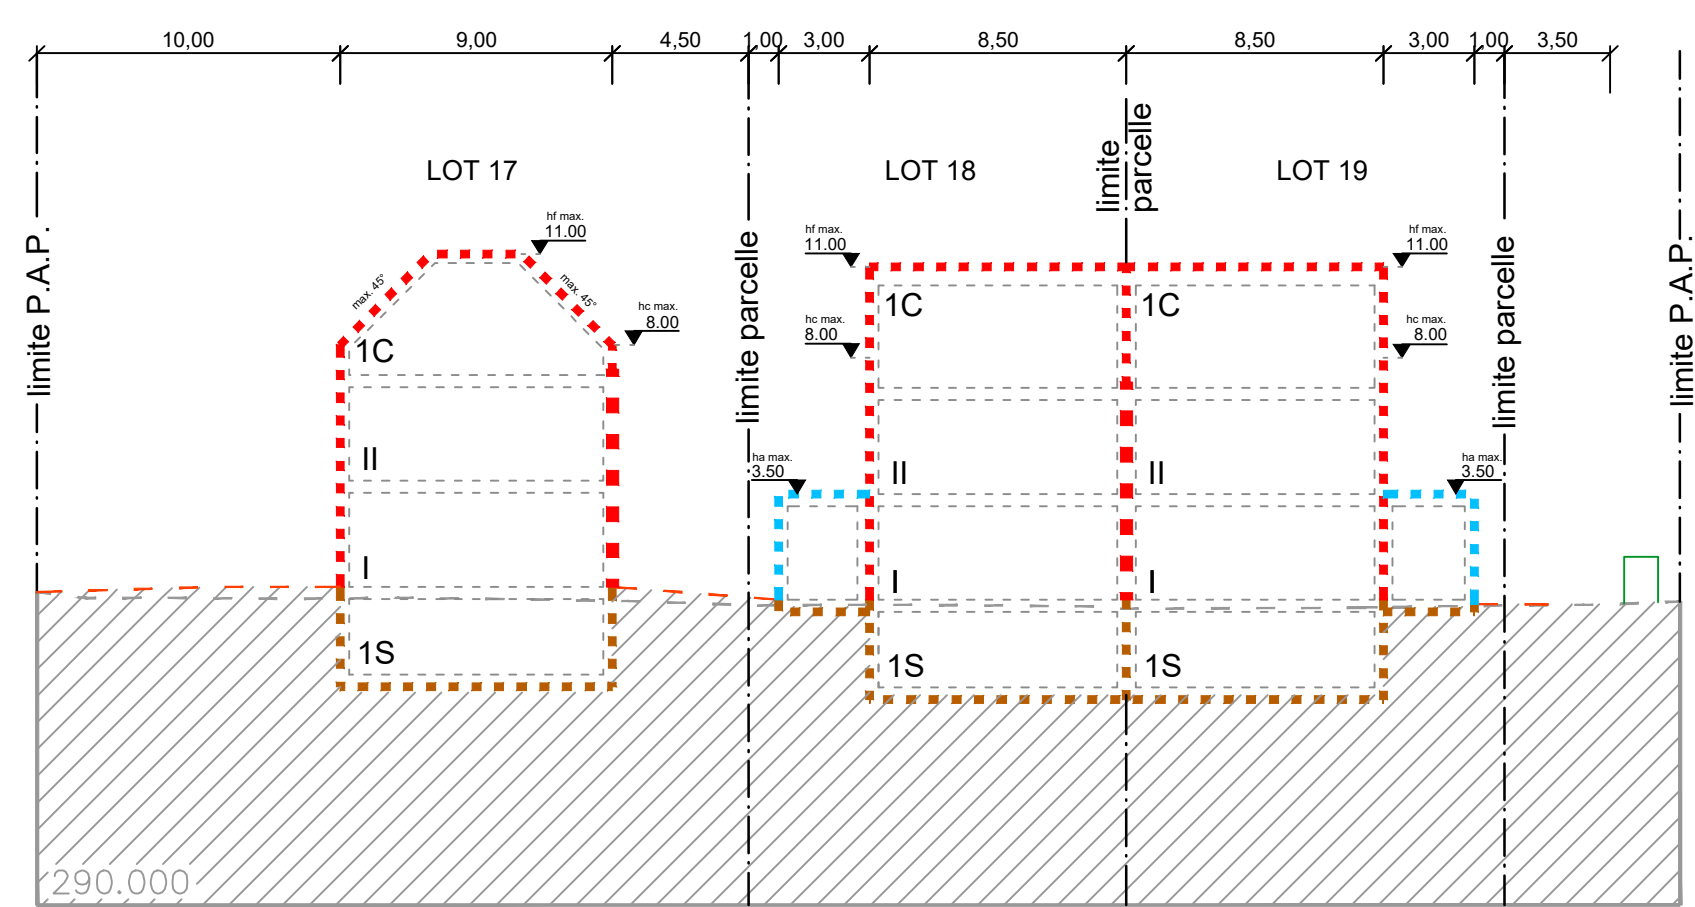 10,00
9,00
4,50
1,00
3,00
8,50
8,50
3,00
1,00
3,50
LOT 17
LOT 18
LOT 19
limite P.A.P.
limite parcelle
limite
parcelle
limite parcelle
limite P.A.P.
hf max.
11.00
max. 45°
max. 45°
hc max.
8.00
hf max.
11.00
hc max.
8.00
hf max.
11.00
hc max.
8.00
ha max.
3.50
ha max.
3.50
1C
II
I
1S
1C
II
I
1S
1C
II
I
1S
290.000